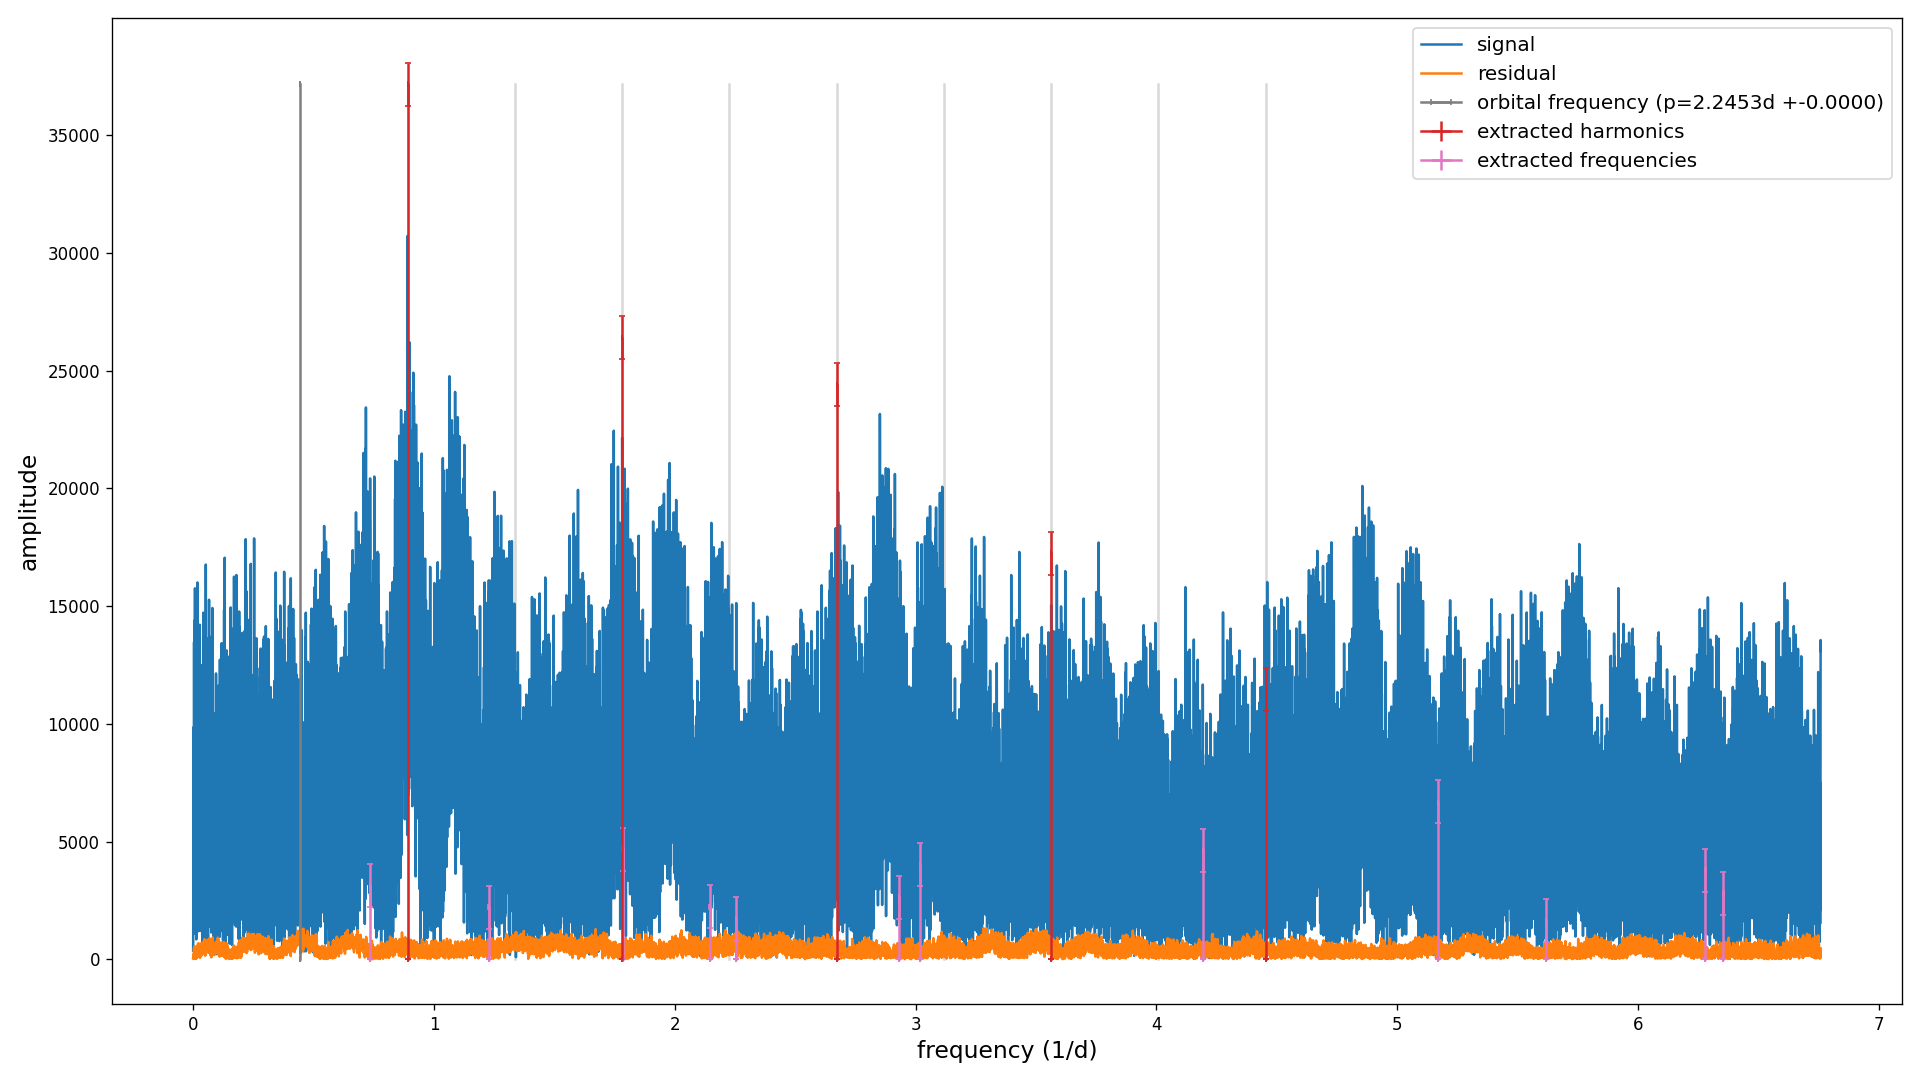 signal
residual
orbital frequency (p=2.2453d +-0.0000)
extracted harmonics
extracted frequencies
amplitude
35000
30000
25000
20000
15000
10000
5000
0
0 1 2 3 4 5 6 7
frequency (1/d)